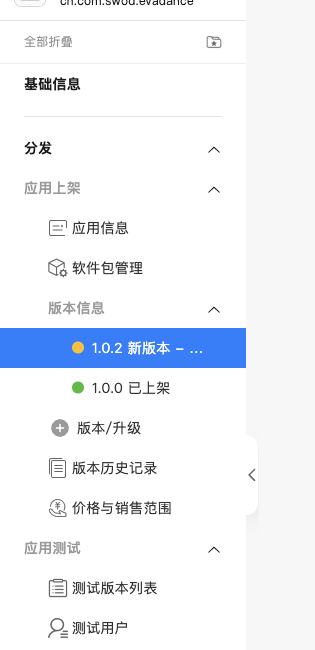 cn.com.swod.evadance
全部折叠
基础信息
分发
应用上架
应用信息
软件包管理
版本信息
1.0.2 新版本 – ...
1.0.0 已上架
版本/升级
版本历史记录
价格与销售范围
应用测试
测试版本列表
测试用户